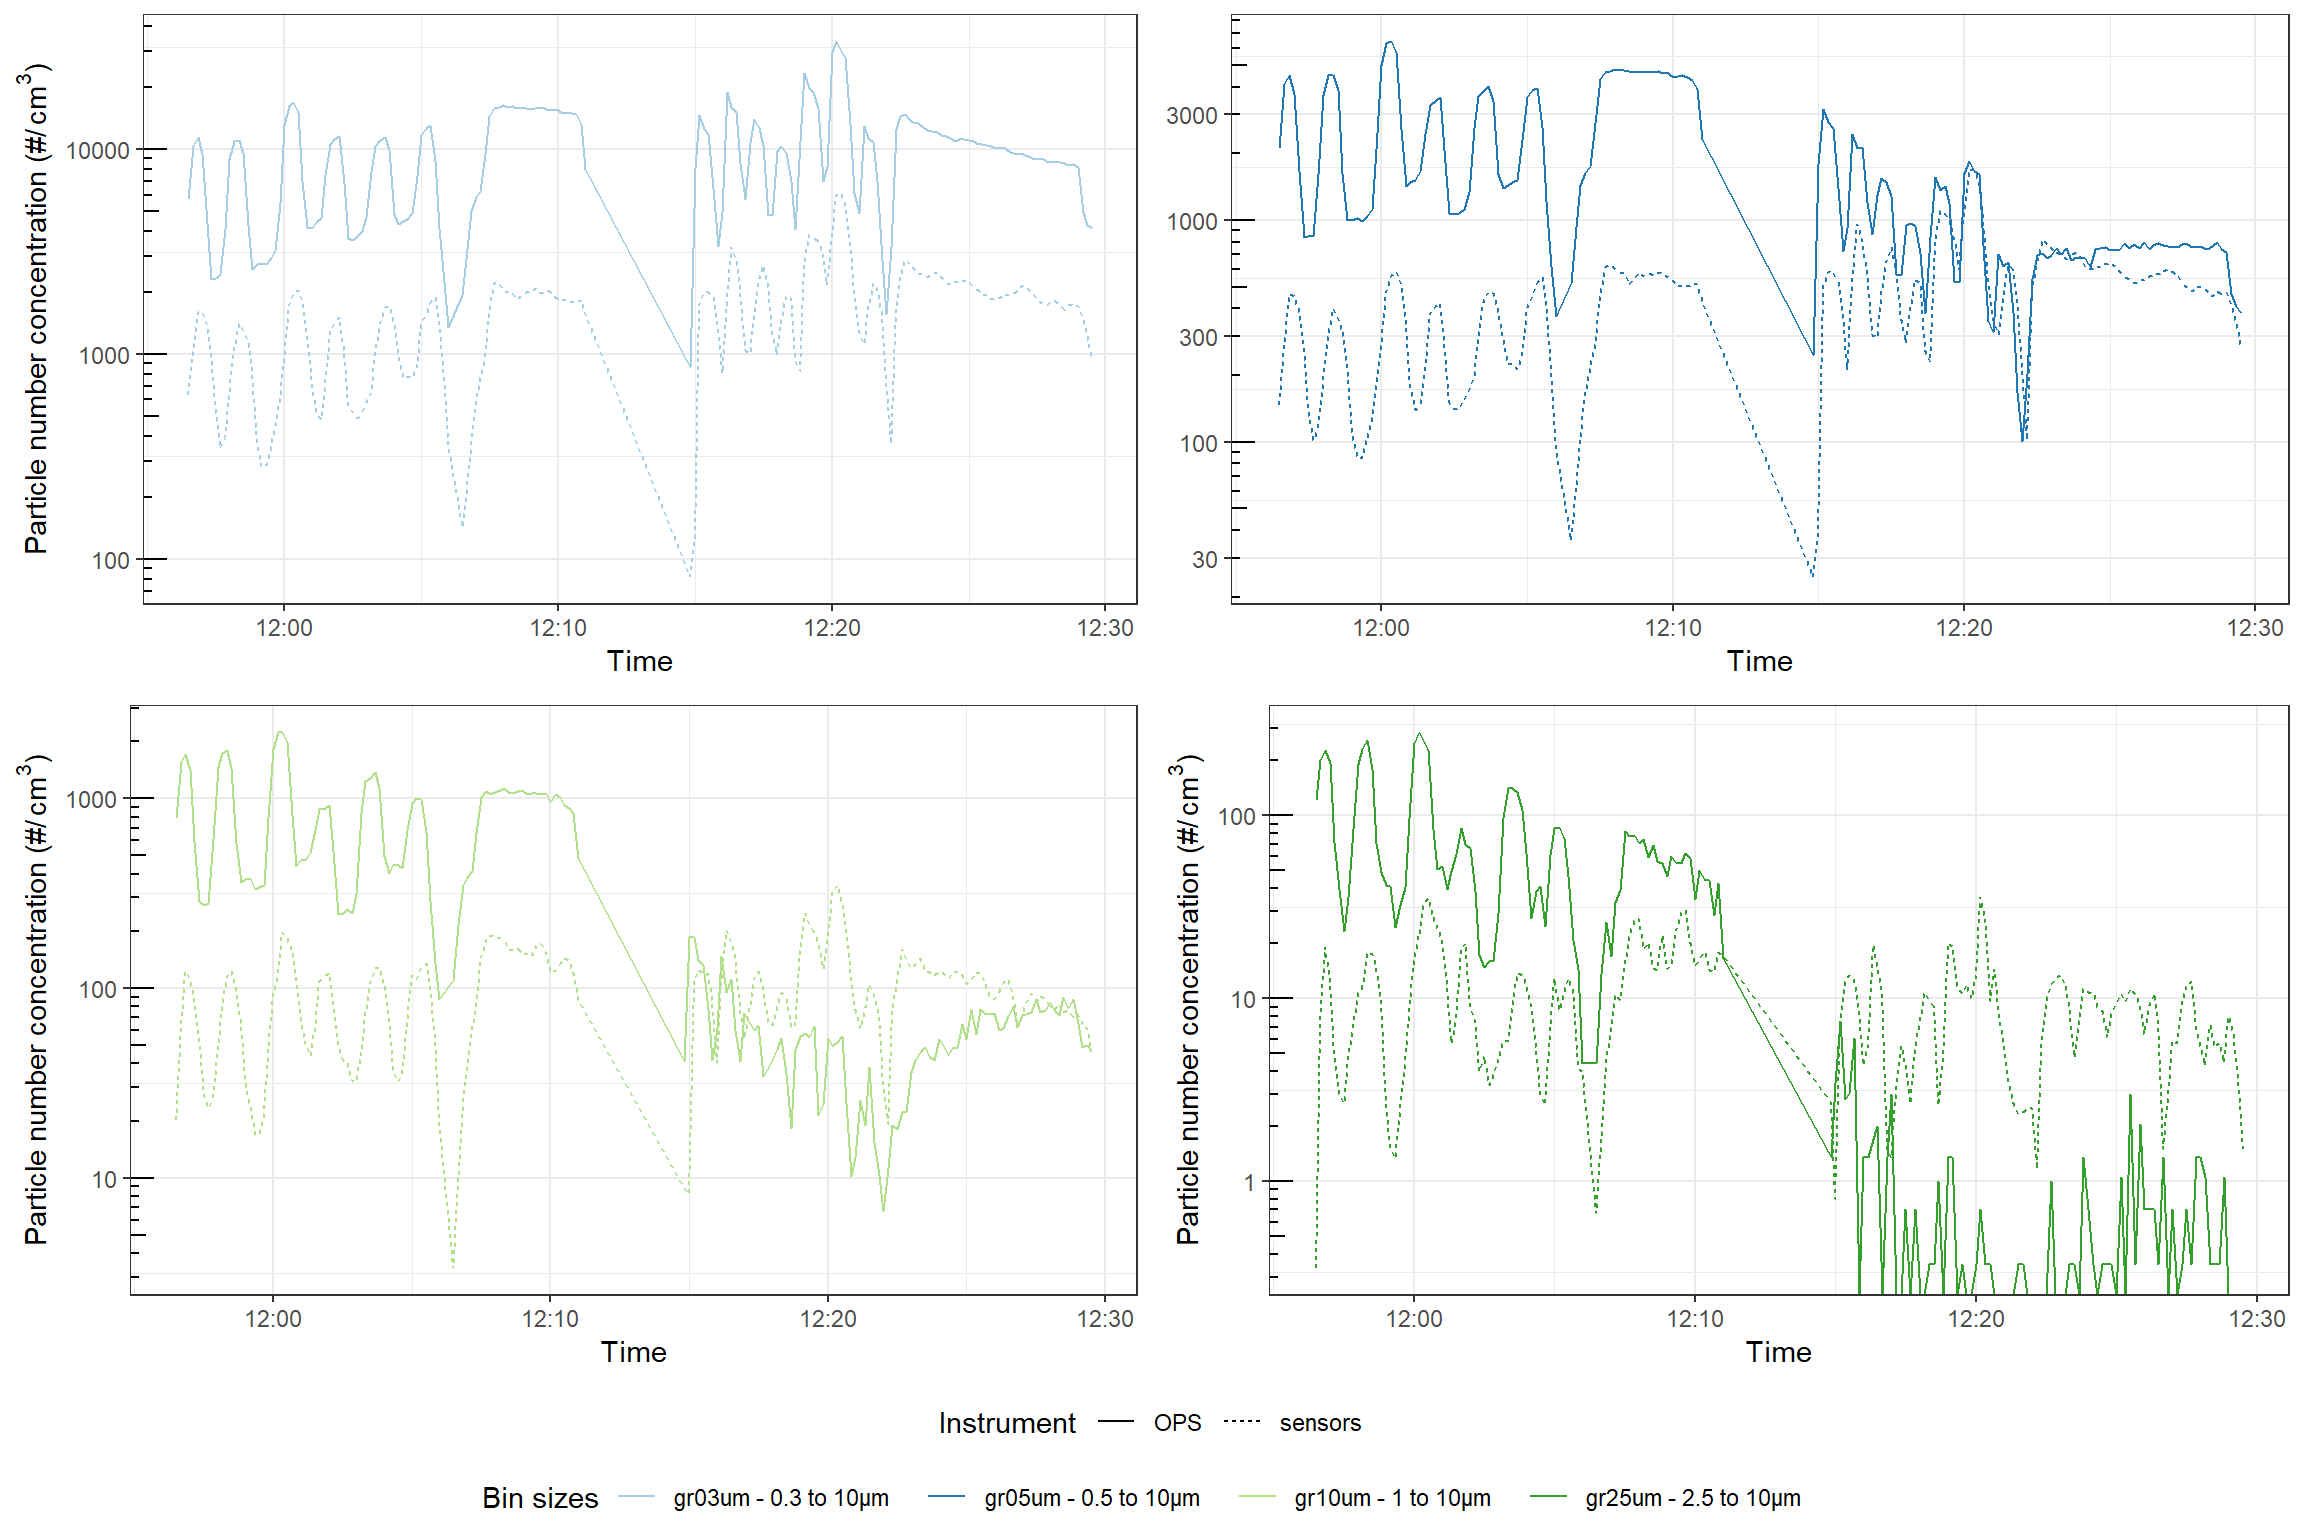 Particle number concentration (#/cm³)
10000
1000
100
12:00 12:10 12:20 12:30
Time
3000
1000
300
100
30
12:00 12:10 12:20 12:30
Time
Particle number concentration (#/cm³)
1000
100
10
12:00 12:10 12:20 12:30
Time
Particle number concentration (#/cm³)
100
10
1
12:00 12:10 12:20 12:30
Time
Instrument OPS sensors
Bin sizes gr03um - 0.3 to 10µm gr05um - 0.5 to 10µm gr10um - 1 to 10µm gr25um - 2.5 to 10µm